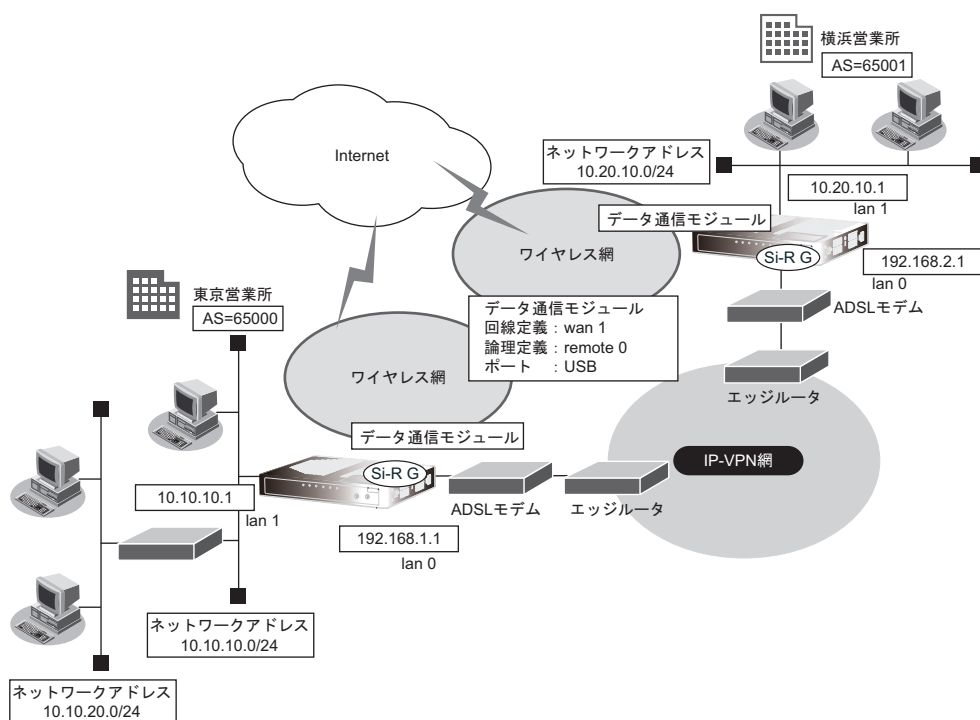 横浜営業所
AS=65001
Internet
ネットワークアドレス
10.20.10.0/24
10.20.10.1
lan 1
データ通信モジュール
ワイヤレス網
Si-R G
192.168.2.1
lan 0
東京営業所
AS=65000
データ通信モジュール
回線定義：wan 1
論理定義：remote 0
ポート　：USB
ADSLモデム
ワイヤレス網
エッジルータ
データ通信モジュール
IP-VPN網
Si-R G
10.10.10.1
lan 1
ADSLモデム
エッジルータ
192.168.1.1
lan 0
ネットワークアドレス
10.10.10.0/24
ネットワークアドレス
10.10.20.0/24